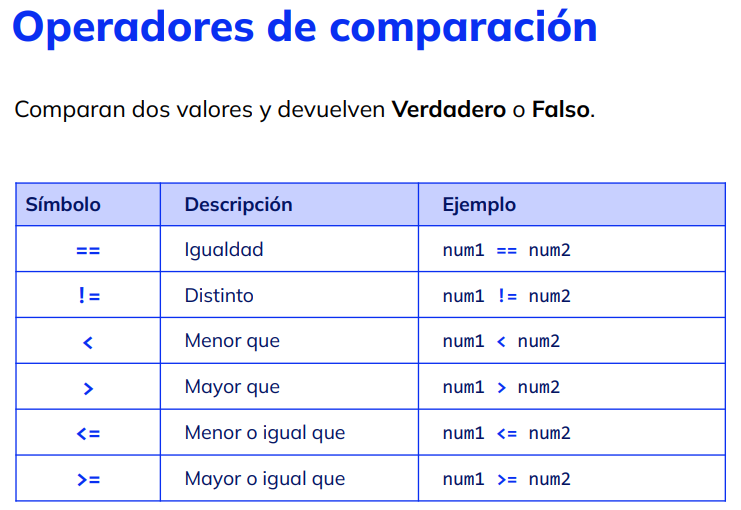 Operadores de comparación
Comparan dos valores y devuelven Verdadero o Falso.
Símbolo Descripción Ejemplo
== Igualdad num1 == num2
!= Distinto num1 != num2
< Menor que num1 < num2
> Mayor que num1 > num2
<= Menor o igual que num1 <= num2
>= Mayor o igual que num1 >= num2